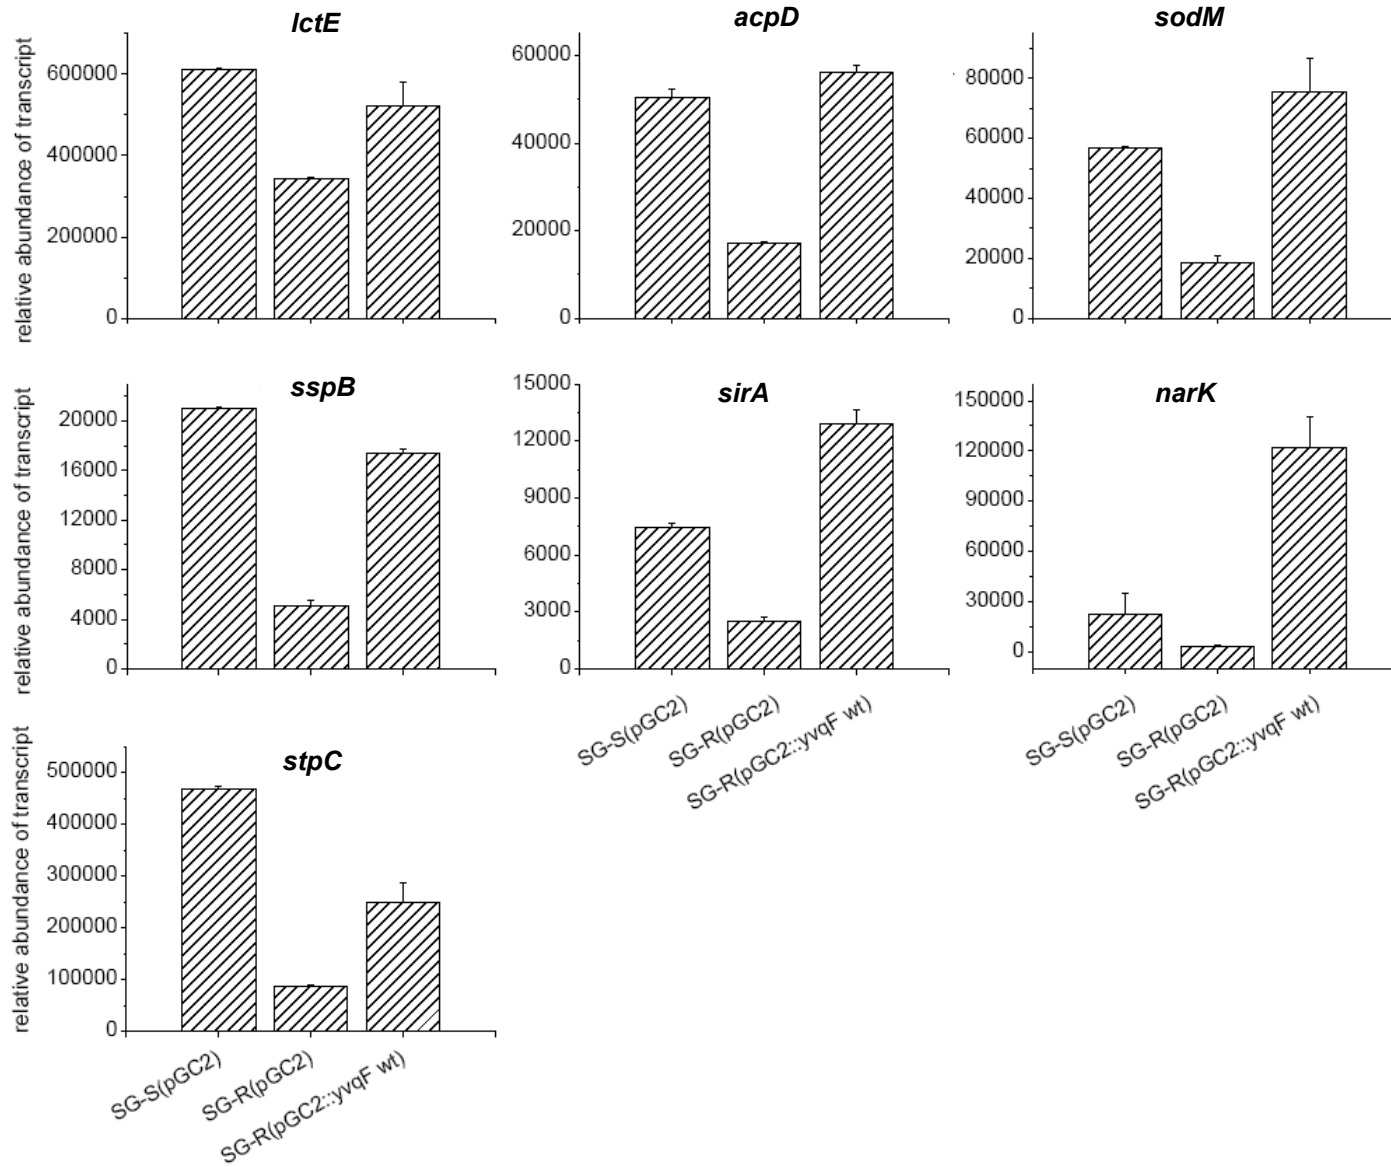 lctE
relative abundance of transcript
600000
400000
200000
0
acpD
60000
40000
20000
0
sodM
80000
60000
40000
20000
0
sspB
relative abundance of transcript
20000
16000
12000
8000
4000
0
sirA
15000
12000
9000
6000
3000
0
SG-S(pGC2)
SG-R(pGC2)
SG-R(pGC2::yvqF wt)
narK
150000
120000
90000
60000
30000
0
SG-S(pGC2)
SG-R(pGC2)
SG-R(pGC2::yvqF wt)
stpC
relative abundance of transcript
500000
400000
300000
200000
100000
0
SG-S(pGC2)
SG-R(pGC2)
SG-R(pGC2::yvqF wt)